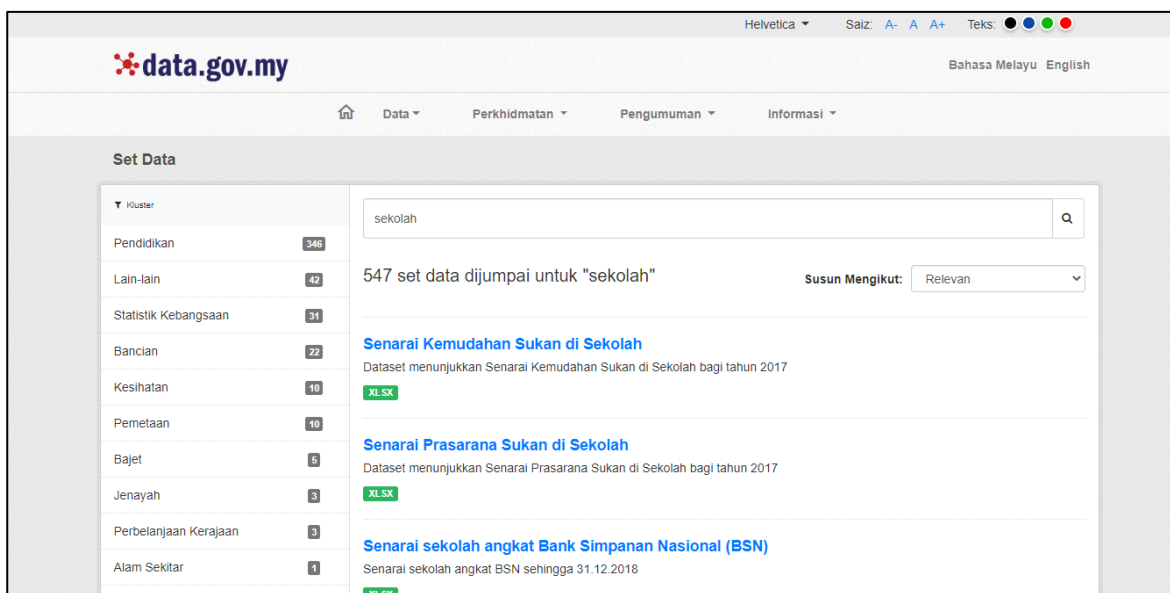 Helvetica Saiz: A- A A+ Teks:
data.gov.my
Bahasa Melayu English
Data Perkhidmatan Pengumuman Informasi
Set Data
Kluster
Pendidikan 346
Lain-lain 42
Statistik Kebangsaan 31
Bancian 22
Kesihatan 10
Pemetaan 10
Bajet 5
Jenayah 3
Perbelanjaan Kerajaan 3
Alam Sekitar 1
sekolah
547 set data dijumpai untuk "sekolah"
Susun Mengikut: Relevan
Senarai Kemudahan Sukan di Sekolah
Dataset menunjukkan Senarai Kemudahan Sukan di Sekolah bagi tahun 2017
XLSX
Senarai Prasarana Sukan di Sekolah
Dataset menunjukkan Senarai Prasarana Sukan di Sekolah bagi tahun 2017
XLSX
Senarai sekolah angkat Bank Simpanan Nasional (BSN)
Senarai sekolah angkat BSN sehingga 31.12.2018
XLSX